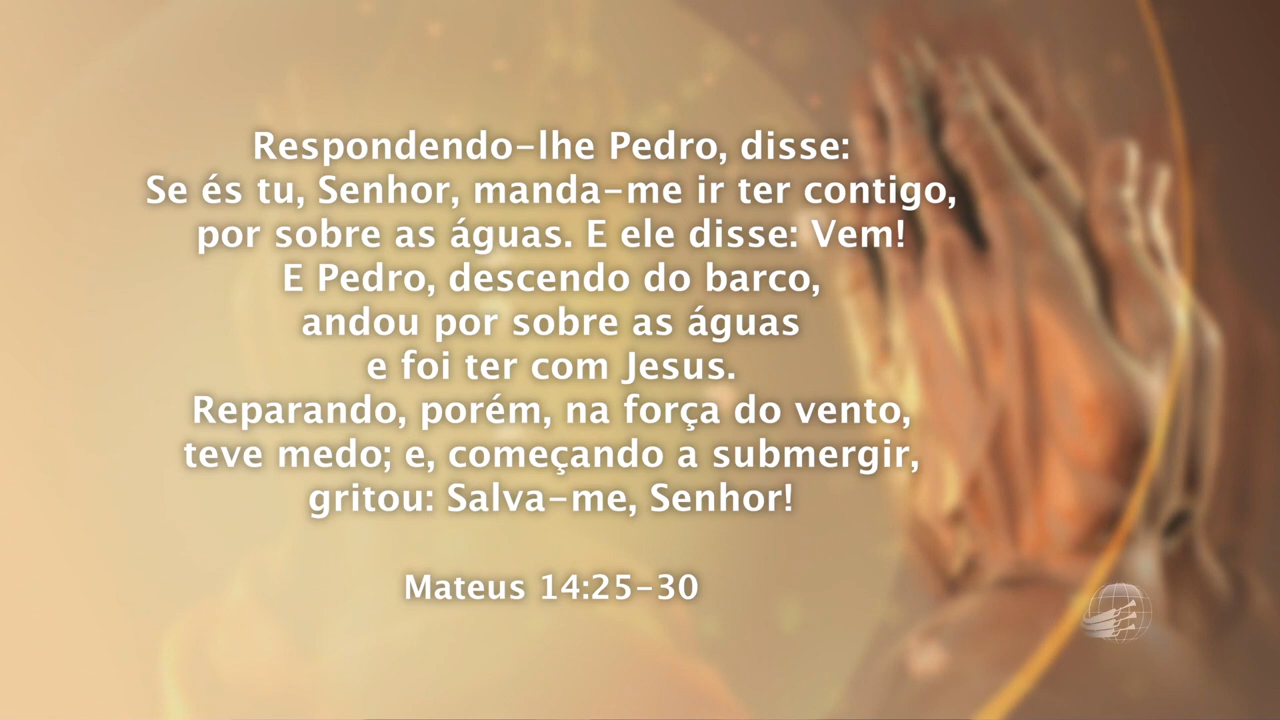 Respondendo-lhe Pedro, disse:
Se és tu, Senhor, manda-me ir ter contigo,
por sobre as águas. E ele disse: Vem!
E Pedro, descendo do barco,
andou por sobre as águas
e foi ter com Jesus.
Reparando, porém, na força do vento,
teve medo; e, começando a submergir,
gritou: Salva-me, Senhor!
Mateus 14:25-30